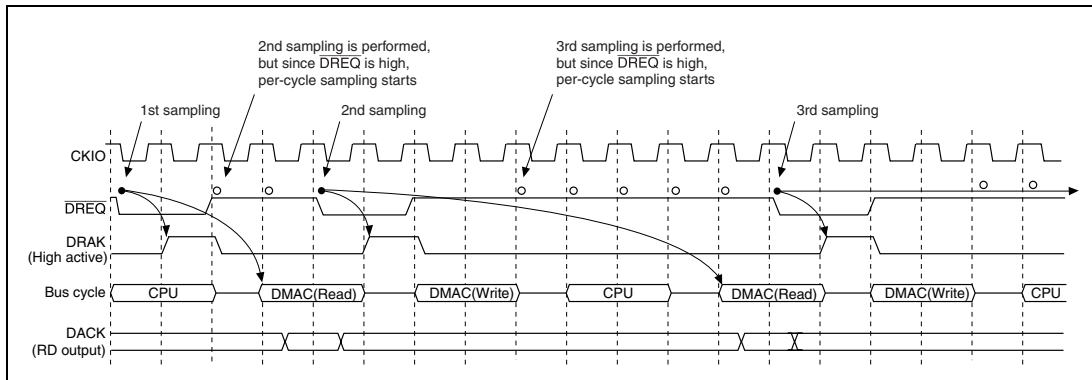 2nd sampling is performed,
but since DREQ is high,
per-cycle sampling starts
3rd sampling is performed,
but since DREQ is high,
per-cycle sampling starts
1st sampling
2nd sampling
3rd sampling
CKIO
DREQ
DRAK
(High active)
Bus cycle
CPU
DMAC(Read)
DMAC(Write)
CPU
DMAC(Read)
DMAC(Write)
CPU
DACK
(RD output)